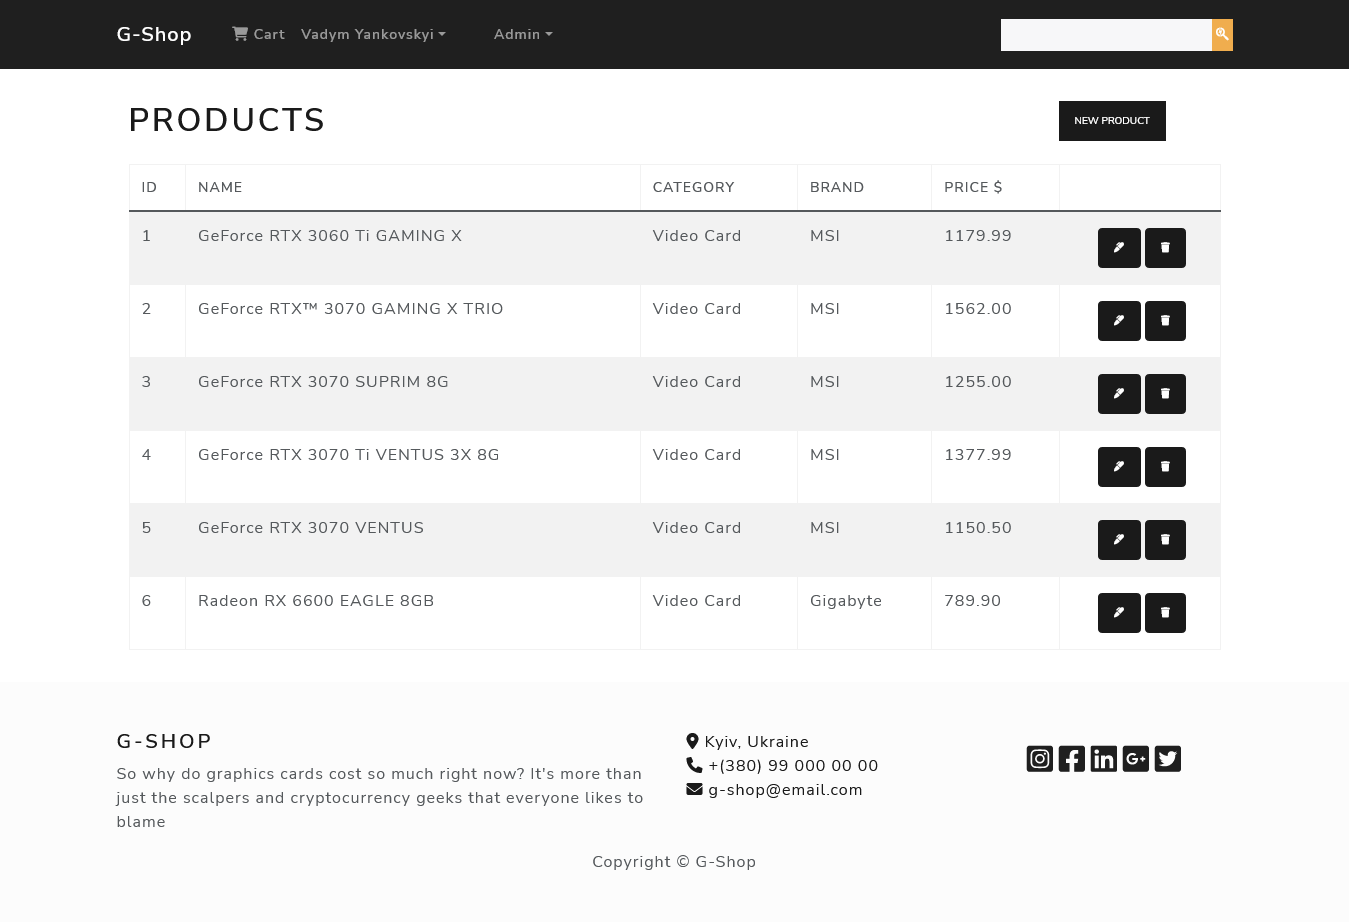 G-Shop Cart Vadym Yankovskyi Admin
PRODUCTS
NEW PRODUCT
ID NAME CATEGORY BRAND PRICE $
1 GeForce RTX 3060 Ti GAMING X Video Card MSI 1179.99
2 GeForce RTX™ 3070 GAMING X TRIO Video Card MSI 1562.00
3 GeForce RTX 3070 SUPRIM 8G Video Card MSI 1255.00
4 GeForce RTX 3070 Ti VENTUS 3X 8G Video Card MSI 1377.99
5 GeForce RTX 3070 VENTUS Video Card MSI 1150.50
6 Radeon RX 6600 EAGLE 8GB Video Card Gigabyte 789.90
G-SHOP
So why do graphics cards cost so much right now? It's more than
just the scalpers and cryptocurrency geeks that everyone likes to
blame
Kyiv, Ukraine
+(380) 99 000 00 00
g-shop@email.com
Copyright © G-Shop